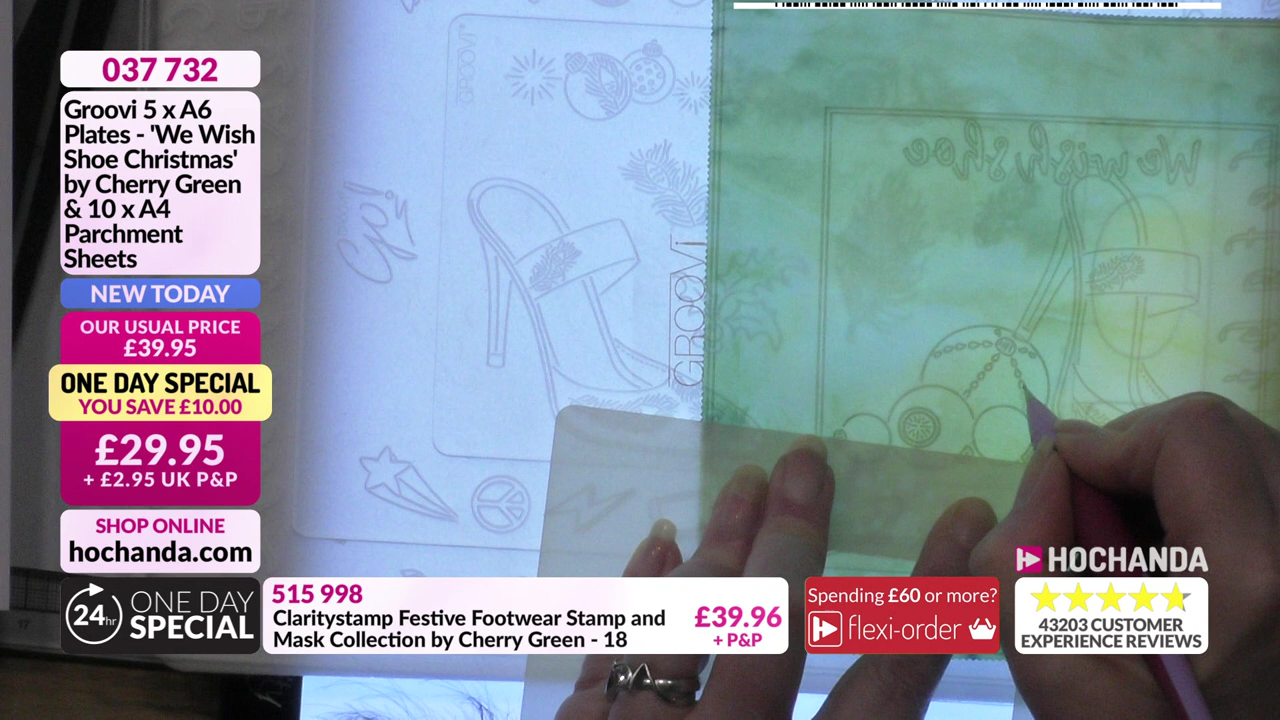 037 732
Groovi 5 x A6
Plates - 'We Wish
Shoe Christmas'
by Cherry Green
& 10 x A4
Parchment
Sheets
NEW TODAY
OUR USUAL PRICE
£39.95
ONE DAY SPECIAL
YOU SAVE £10.00
£29.95
+ £2.95 UK P&P
SHOP ONLINE
hochanda.com
24hr
ONE DAY
SPECIAL
515 998
Claritystamp Festive Footwear Stamp and
Mask Collection by Cherry Green - 18
£39.96
+ P&P
Spending £60 or more?
flexi-order
HOCHANDA
43203 CUSTOMER
EXPERIENCE REVIEWS
GROOVI
GROOVI
Go!
We wish shoe
17